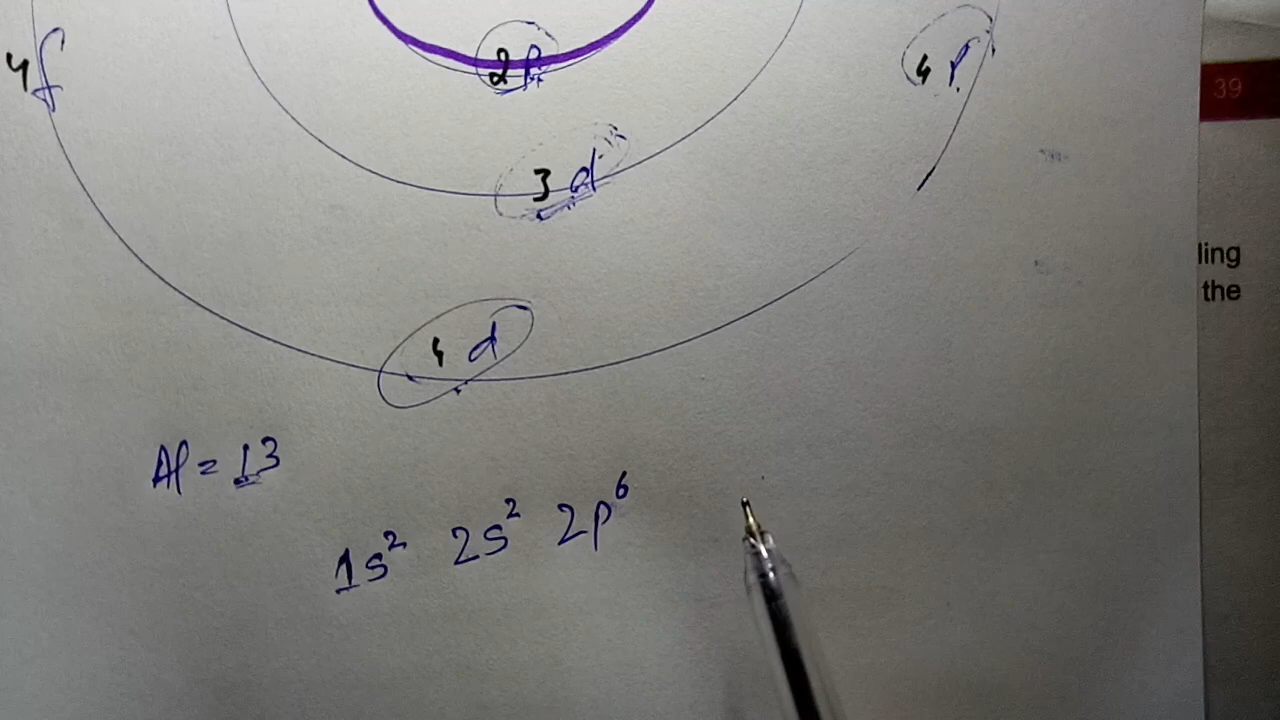 2p
4f
4p
39
3d
ling
the
4d
Al = 13
1s² 2s² 2p⁶